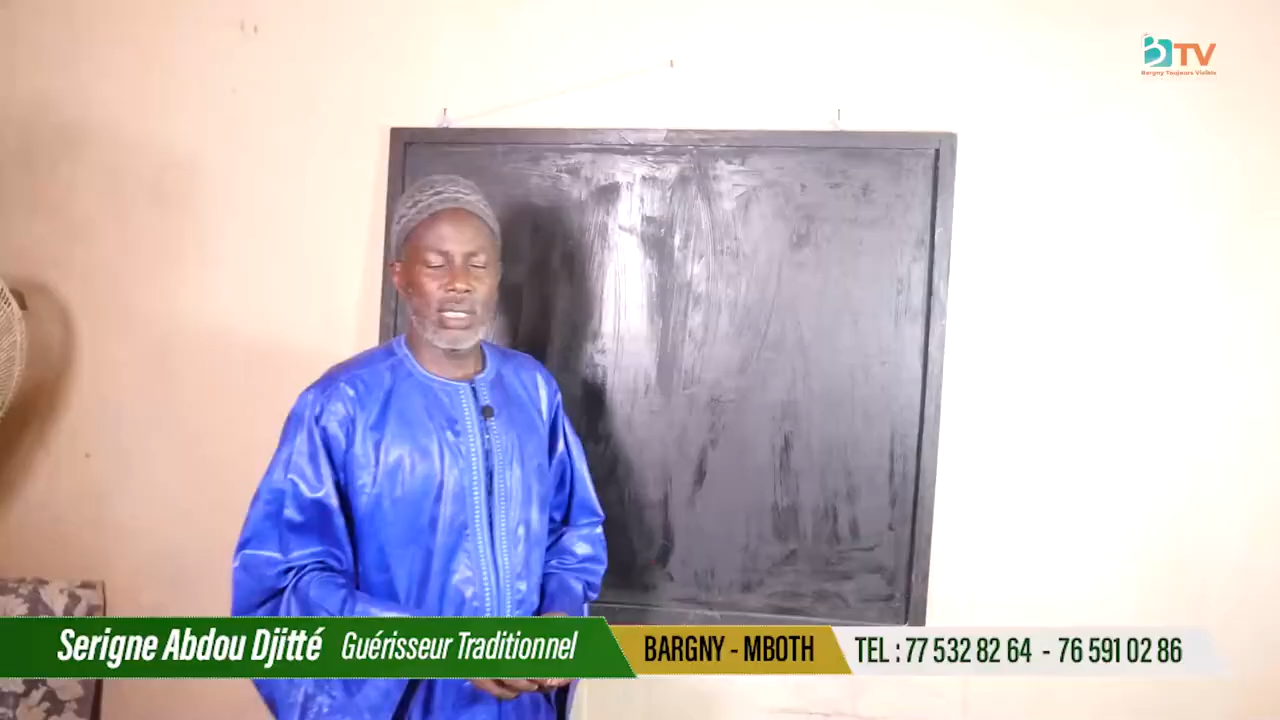 BTV
Bargny Toujours Visible
Serigne Abdou Djitté Guérisseur Traditionnel BARGNY - MBOTH TEL : 77 532 82 64 - 76 591 02 86